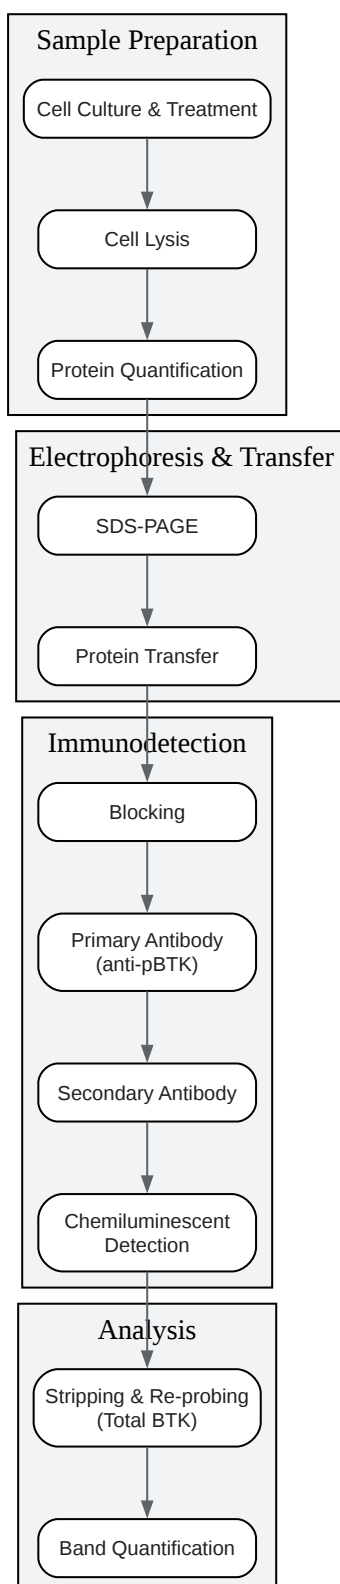 Sample Preparation
Cell Culture & Treatment
Cell Lysis
Protein Quantification
Electrophoresis & Transfer
SDS-PAGE
Protein Transfer
Immunodetection
Blocking
Primary Antibody
(anti-pBTK)
Secondary Antibody
Chemiluminescent
Detection
Analysis
Stripping & Re-probing
(Total BTK)
Band Quantification